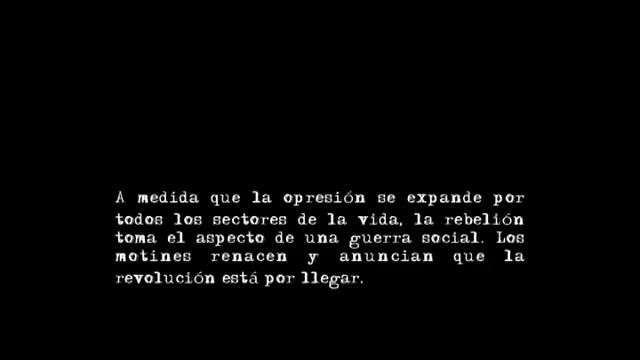 A medida que la opresión se expande por
todos los sectores de la vida, la rebelión
toma el aspecto de una guerra social. Los
motines renacen y anuncian que la
revolución está por llegar.